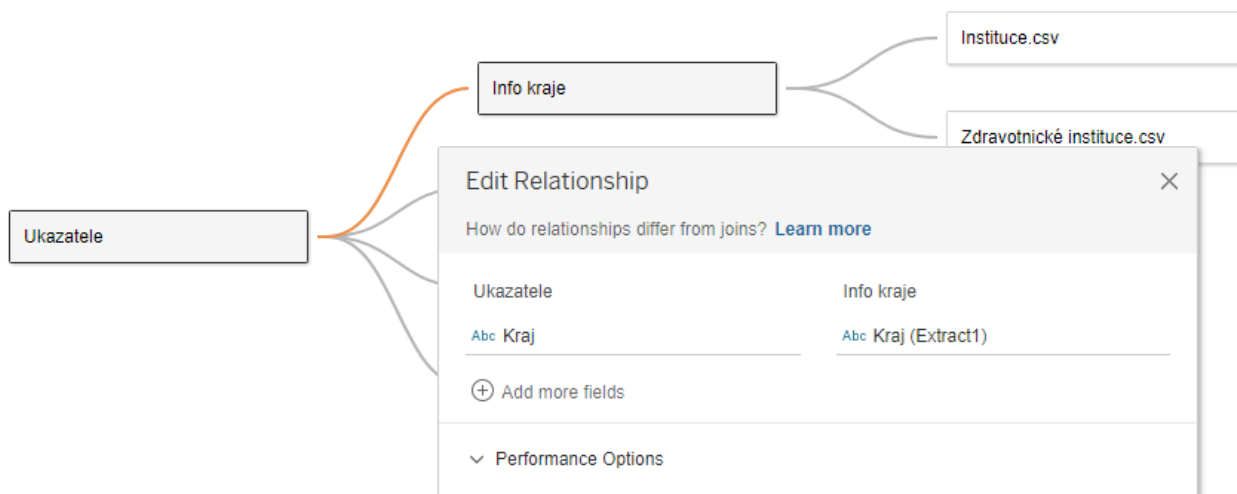 Instituce.csv
Info kraje
Zdravotnické instituce.csv
Ukazatele
Edit Relationship
How do relationships differ from joins? Learn more
Ukazatele Info kraje
Abc Kraj Abc Kraj (Extract1)
Add more fields
Performance Options